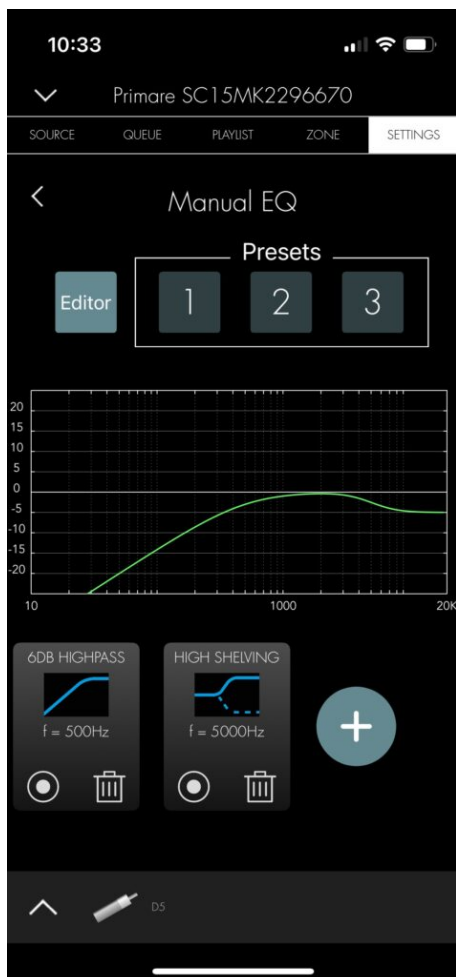 10:33
Primare SC15MK2296670
SOURCE QUEUE PLAYLIST ZONE SETTINGS
Manual EQ
Presets
Editor 1 2 3
20
15
10
5
0
-5
-10
-15
-20
10 1000 20K
6DB HIGHPASS HIGH SHELVING
f = 500Hz f = 5000Hz
D5